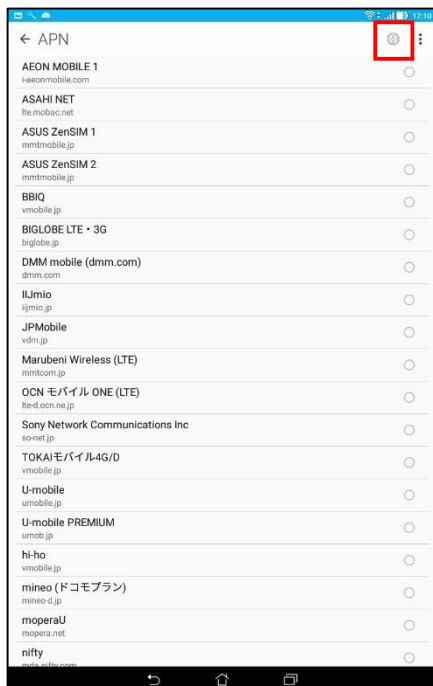 17:10
APN
AEON MOBILE 1
i-aeonmobile.com
ASAHI NET
lte.mobac.net
ASUS ZenSIM 1
mmtmobile.jp
ASUS ZenSIM 2
mmtmobile.jp
BBIQ
vmobile.jp
BIGLOBE LTE・3G
biglobe.jp
DMM mobile (dmm.com)
dmm.com
IIJmio
iijmio.jp
JPMobile
vdm.jp
Marubeni Wireless (LTE)
mmtcom.jp
OCN モバイル ONE (LTE)
lte-d.ocn.ne.jp
Sony Network Communications Inc
so-net.jp
TOKAIモバイル4G/D
vmobile.jp
U-mobile
umobile.jp
U-mobile PREMIUM
umob.jp
hi-ho
vmobile.jp
mineo (ドコモプラン)
mineo-d.jp
moperaU
mopera.net
nifty
mda.nifty.com